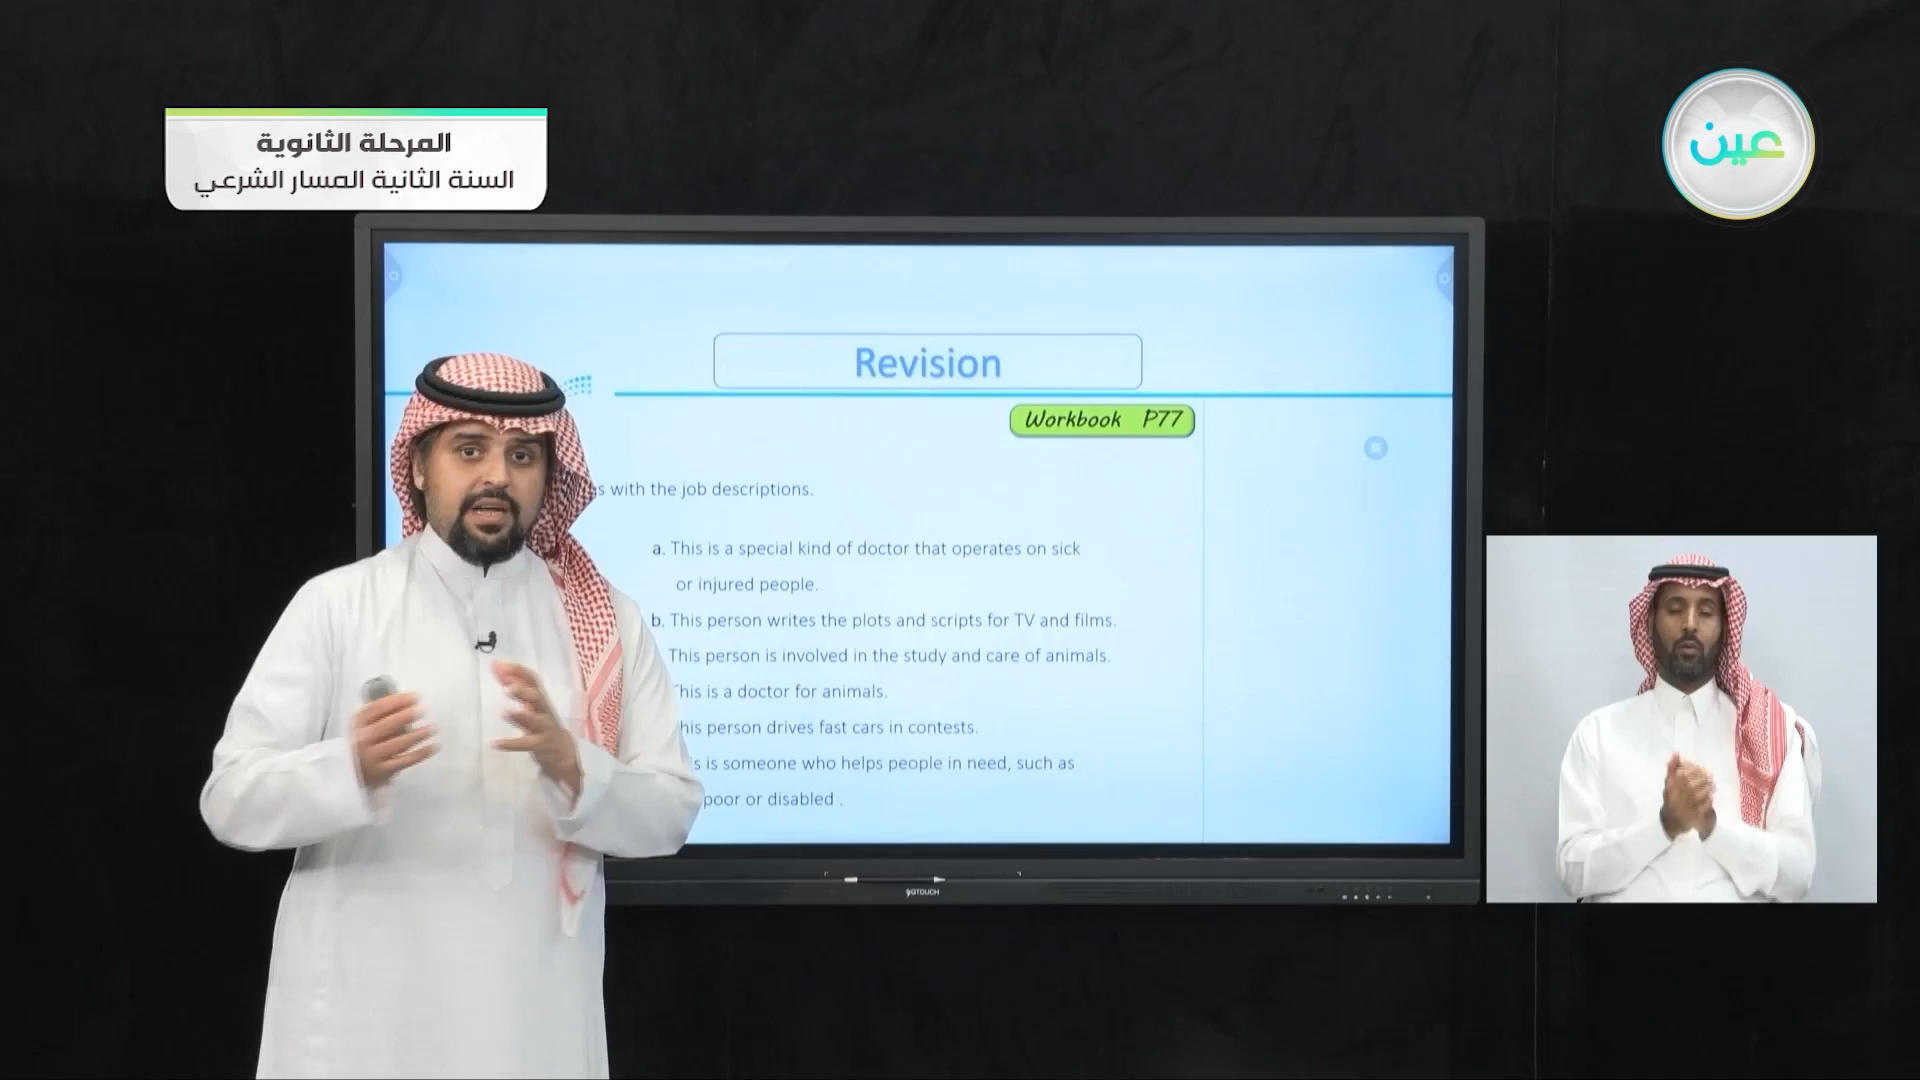 المرحلة الثانوية
السنة الثانية المسار الشرعي
عين
Revision
Workbook P77
with the job descriptions.
a. This is a special kind of doctor that operates on sick
or injured people.
b. This person writes the plots and scripts for TV and films.
This person is involved in the study and care of animals.
This is a doctor for animals.
his person drives fast cars in contests.
is someone who helps people in need, such as
poor or disabled .